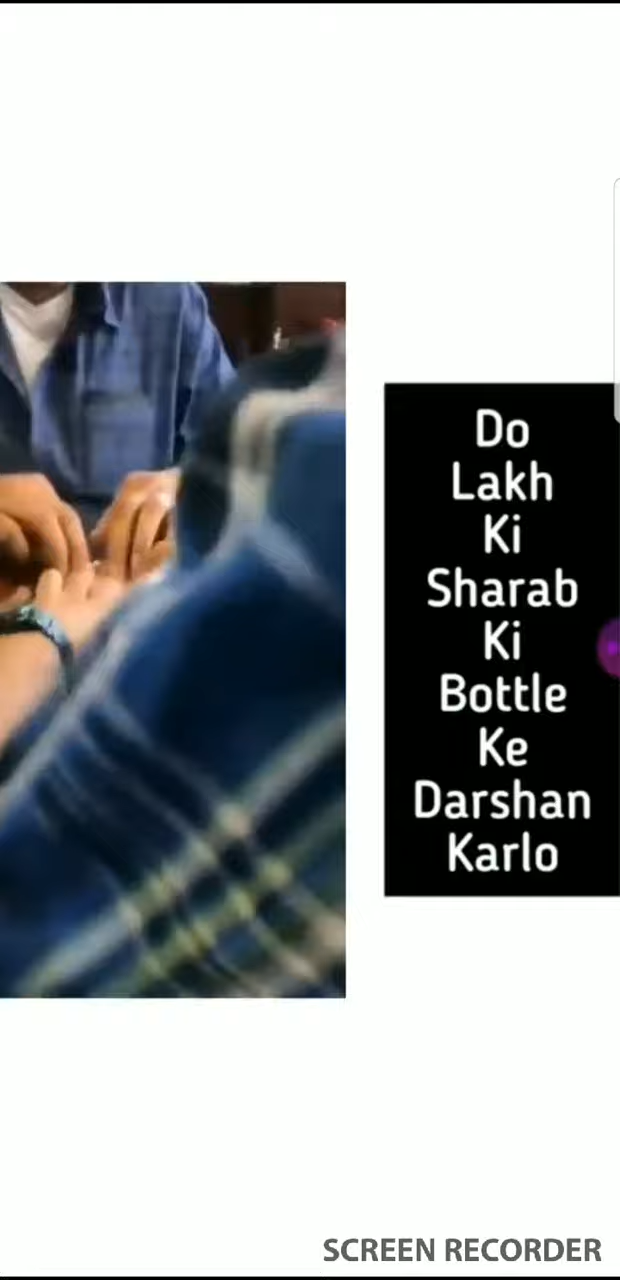 Do
Lakh
Ki
Sharab
Ki
Bottle
Ke
Darshan
Karlo
SCREEN RECORDER